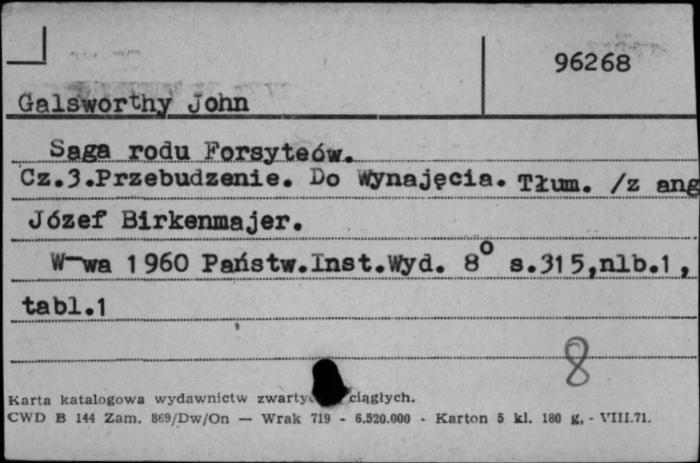 96268
Galsworthy John
Saga rodu Forsyteów.
Cz.3.Przebudzenie. Do Wynajęcia. Tłum. /z ang
Józef Birkenmajer.
W-wa 1960 Państw.Inst.Wyd. 8° s.315,nlb.1,
tabl.1
8
Karta katalogowa wydawnictw ciągłych.
CWD B 144 Zam. 869/Dw/On — Wrak 719 - 6.520.000 - Karton 5 kl. 180 g, - VIII.71.